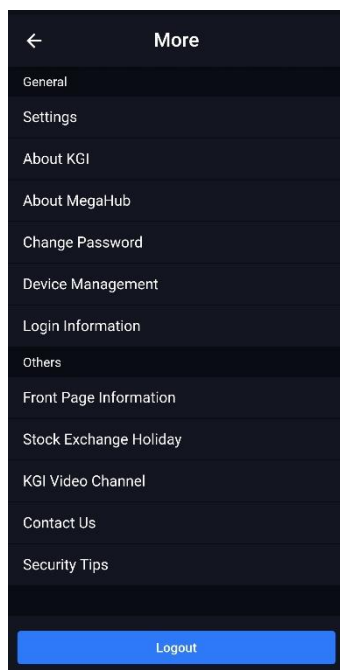 More
General
Settings
About KGI
About MegaHub
Change Password
Device Management
Login Information
Others
Front Page Information
Stock Exchange Holiday
KGI Video Channel
Contact Us
Security Tips
Logout